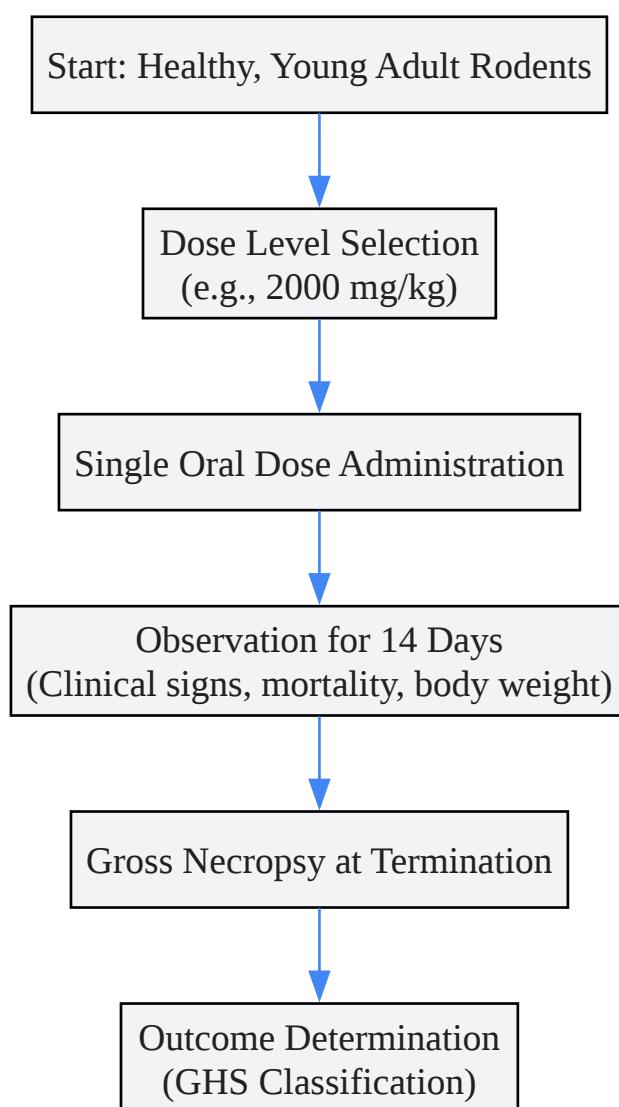 Start: Healthy, Young Adult Rodents
Dose Level Selection
(e.g., 2000 mg/kg)
Single Oral Dose Administration
Observation for 14 Days
(Clinical signs, mortality, body weight)
Gross Necropsy at Termination
Outcome Determination
(GHS Classification)